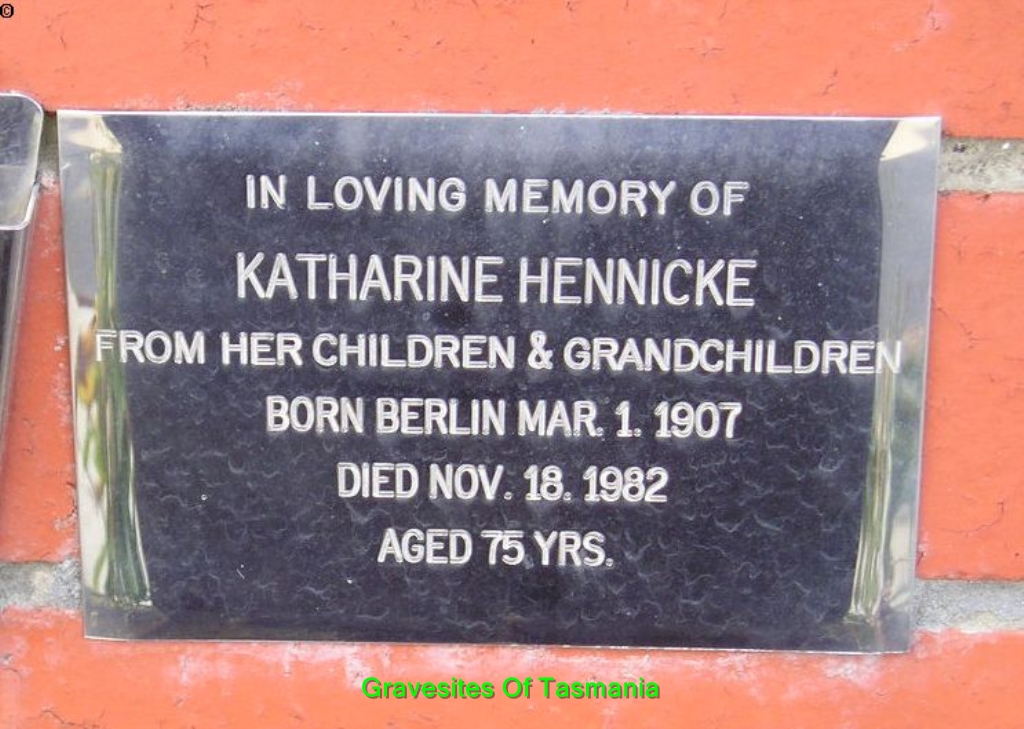 ©
IN LOVING MEMORY OF
KATHARINE HENNICKE
FROM HER CHILDREN & GRANDCHILDREN
BORN BERLIN MAR. 1. 1907
DIED NOV. 18. 1982
AGED 75 YRS.
Gravesites Of Tasmania